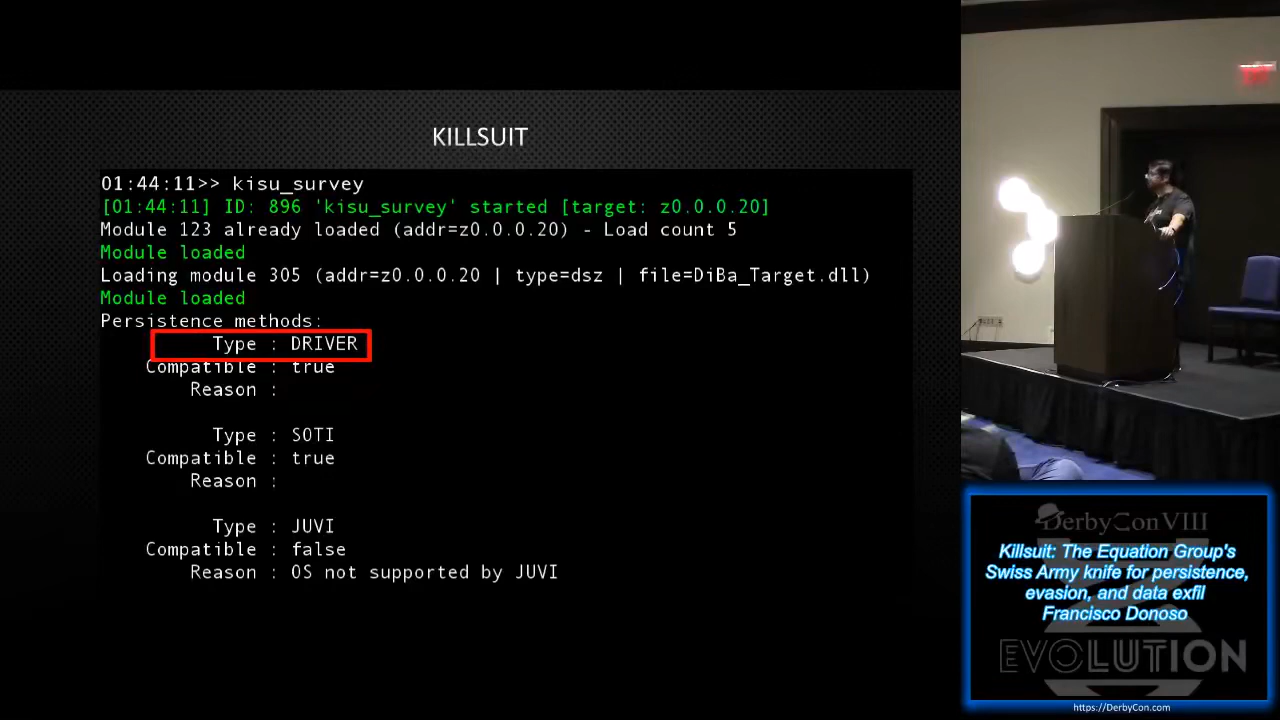 KILLSUIT
01:44:11>> kisu_survey
[01:44:11] ID: 896 'kisu_survey' started [target: z0.0.0.20]
Module 123 already loaded (addr=z0.0.0.20) - Load count 5
Module loaded
Loading module 305 (addr=z0.0.0.20 | type=dsz | file=DiBa_Target.dll)
Module loaded
Persistence methods:
Type : DRIVER
Compatible : true
Reason :
Type : SOTI
Compatible : true
Reason :
Type : JUVI
Compatible : false
Reason : OS not supported by JUVI
EXIT
DerbyCon VIII
Killsuit: The Equation Group's
Swiss Army knife for persistence,
evasion, and data exfil
Francisco Donoso
EVOLUTION
https://DerbyCon.com